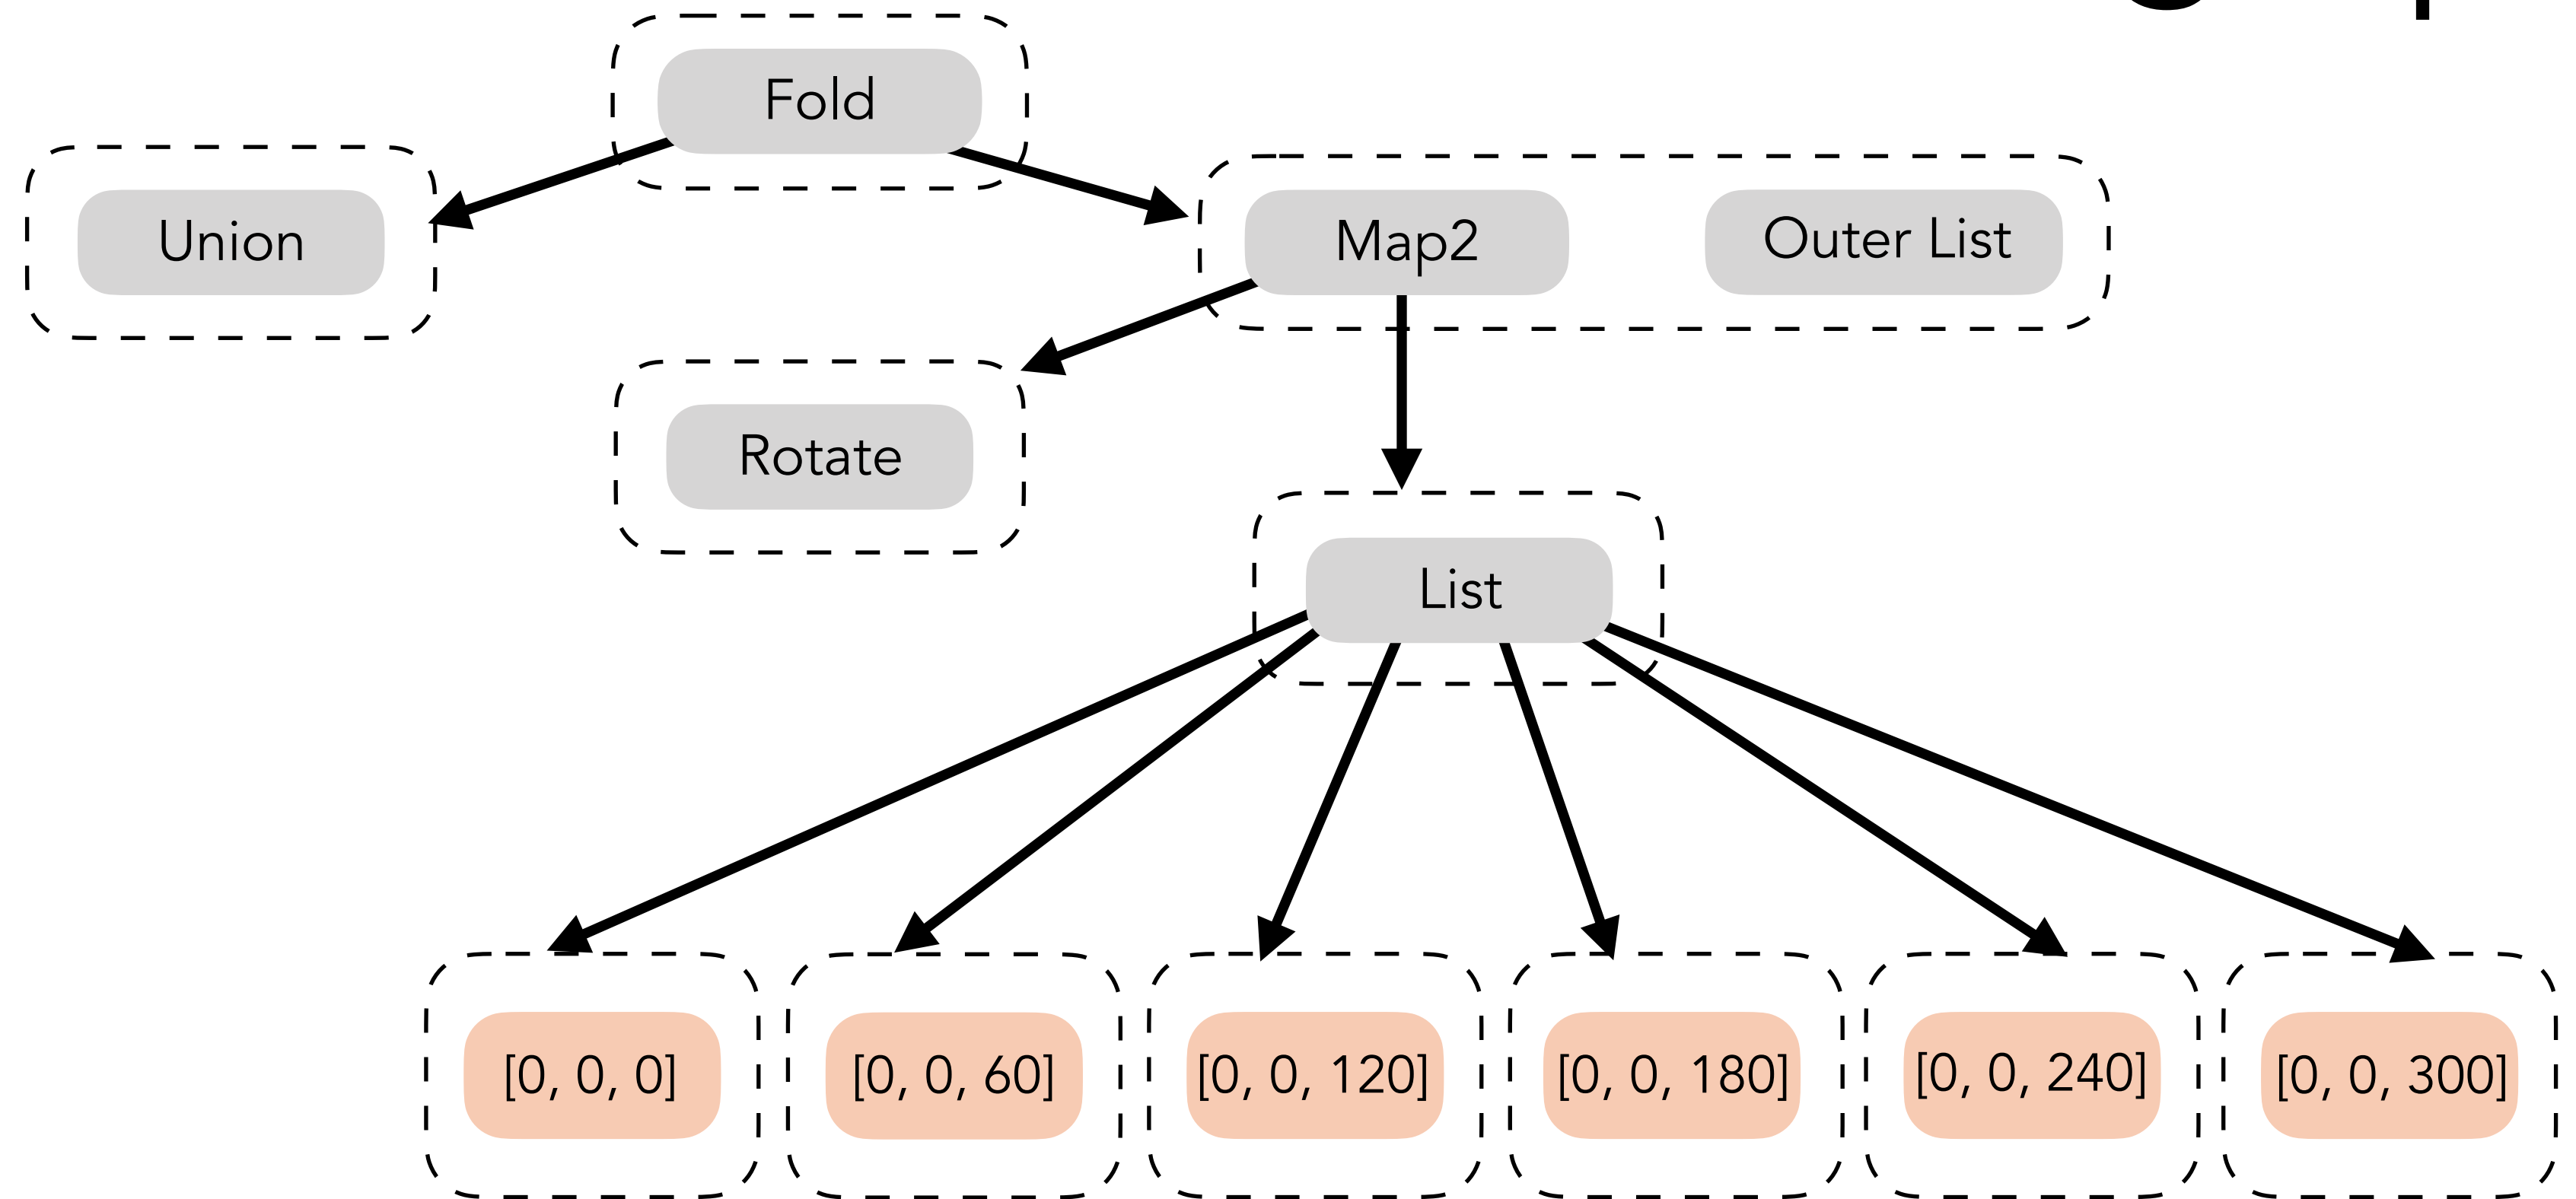 Fold
Union
Map2
Outer List
Rotate
List
[0, 0, 0]
[0, 0, 60]
[0, 0, 120]
[0, 0, 180]
[0, 0, 240]
[0, 0, 300]